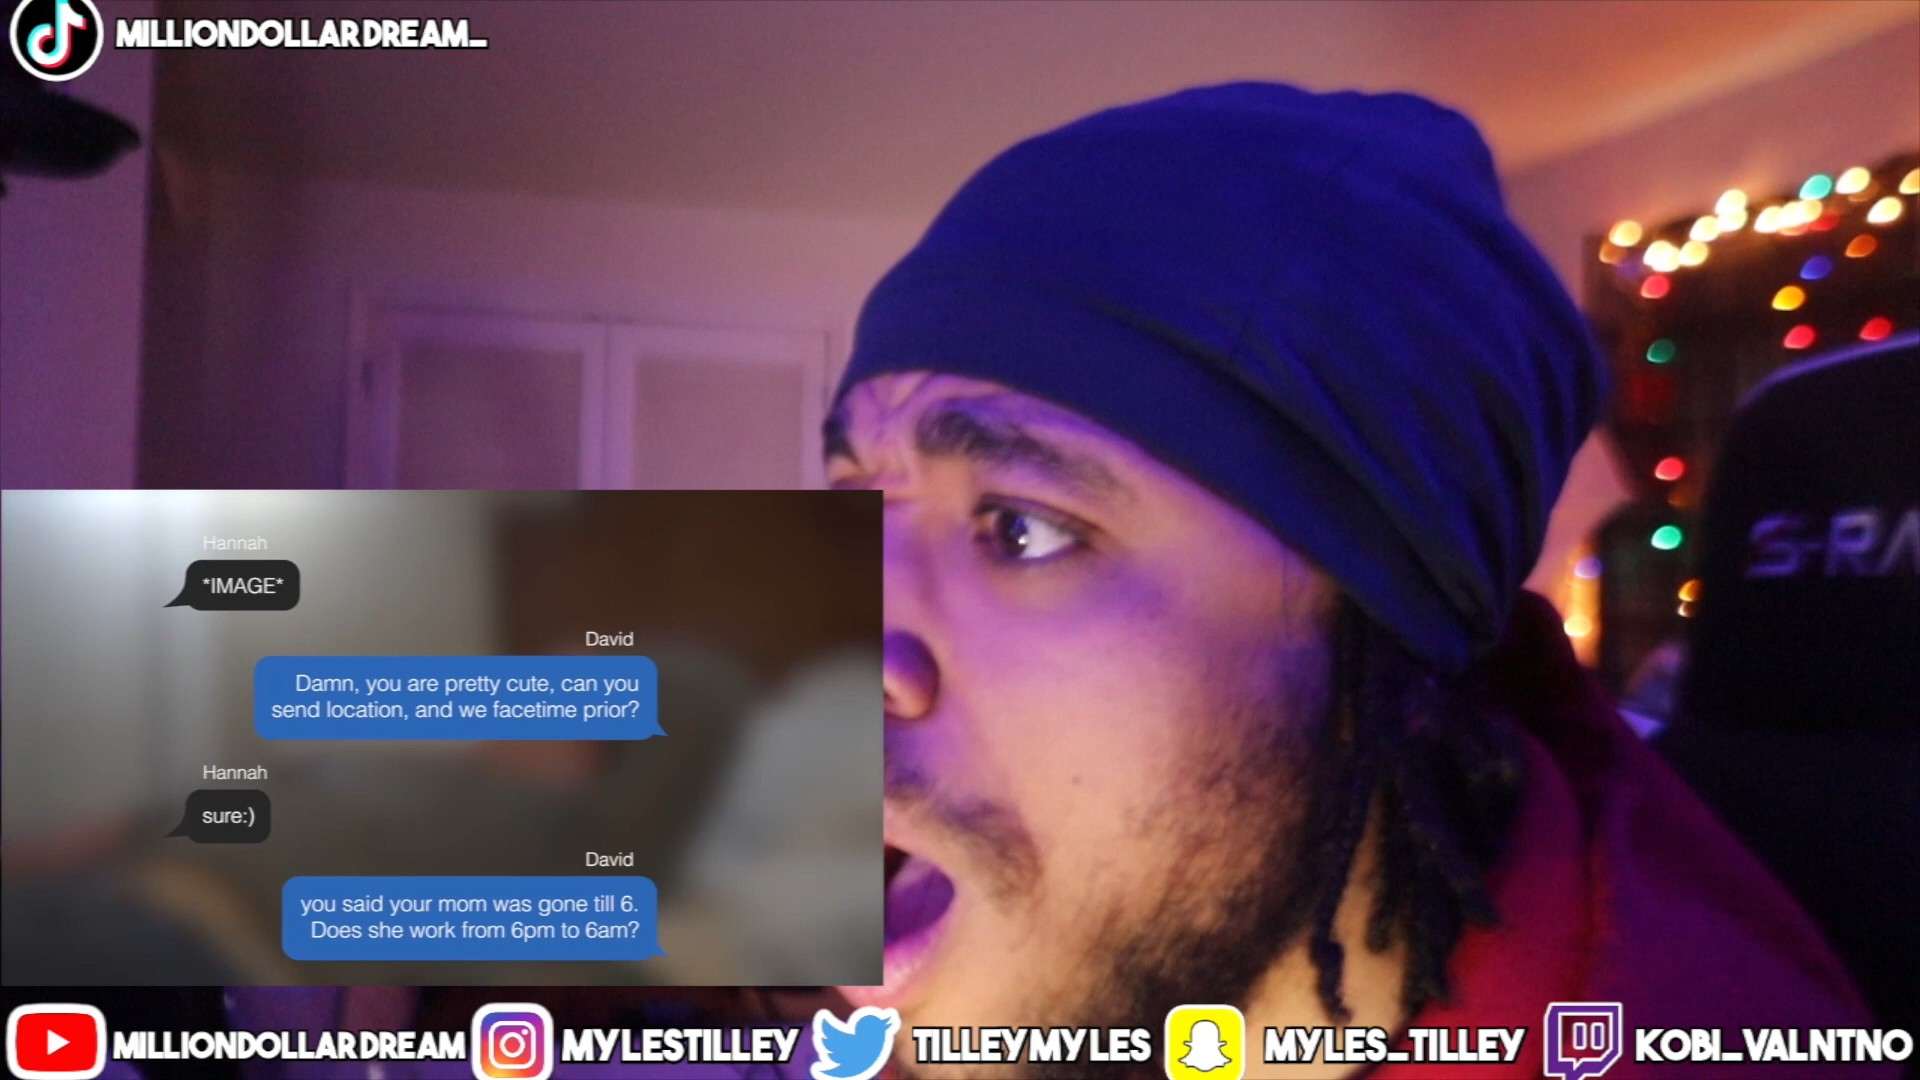 MILLIONDOLLARDREAM_
Hannah
*IMAGE*
David
Damn, you are pretty cute, can you
send location, and we facetime prior?
Hannah
sure:)
David
you said your mom was gone till 6.
Does she work from 6pm to 6am?
S-RA
MILLIONDOLLARDREAM
MYLESTILLEY
TILLEYMYLES
MYLES_TILLEY
KOBI_VALNTNO